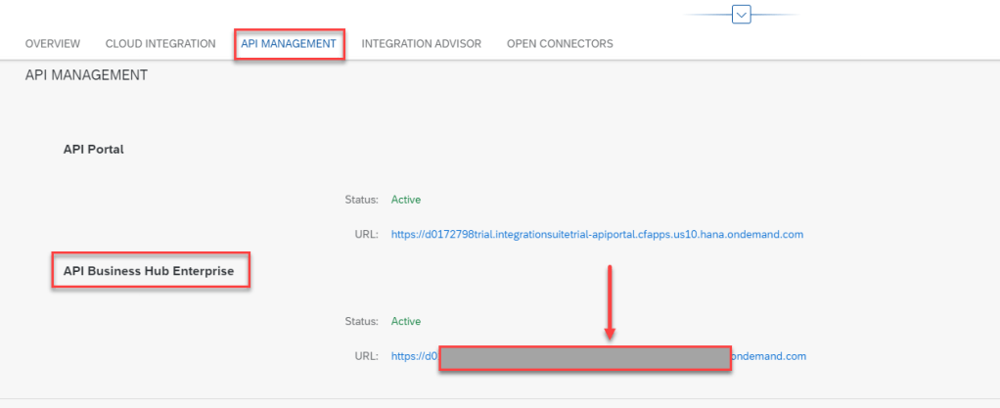 OVERVIEW CLOUD INTEGRATION API MANAGEMENT INTEGRATION ADVISOR OPEN CONNECTORS
API MANAGEMENT
API Portal
Status: Active
URL: https://d0172798trial.integrationsuitetrial-apiportal.cfapps.us10.hana.ondemand.com
API Business Hub Enterprise
Status: Active
URL: https://d0 ondemand.com